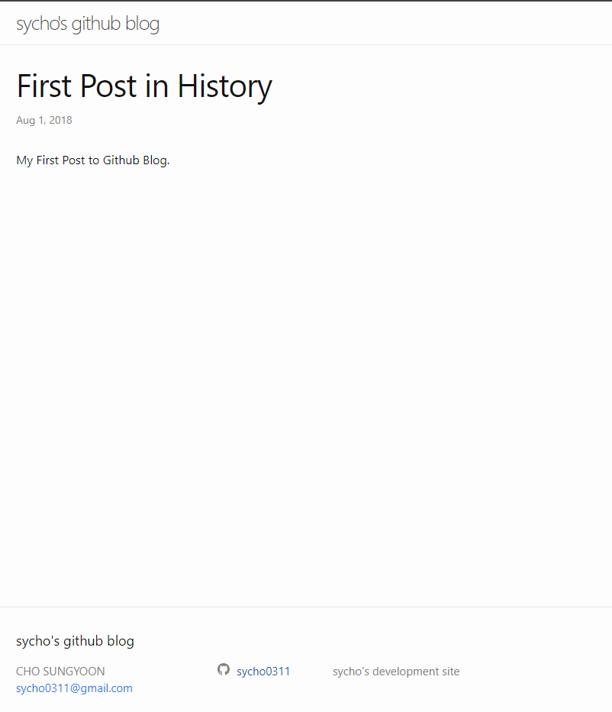 sycho's github blog
First Post in History
Aug 1, 2018
My First Post to Github Blog.
sycho's github blog
CHO SUNGYOON
sycho0311@gmail.com
sycho0311
sycho's development site